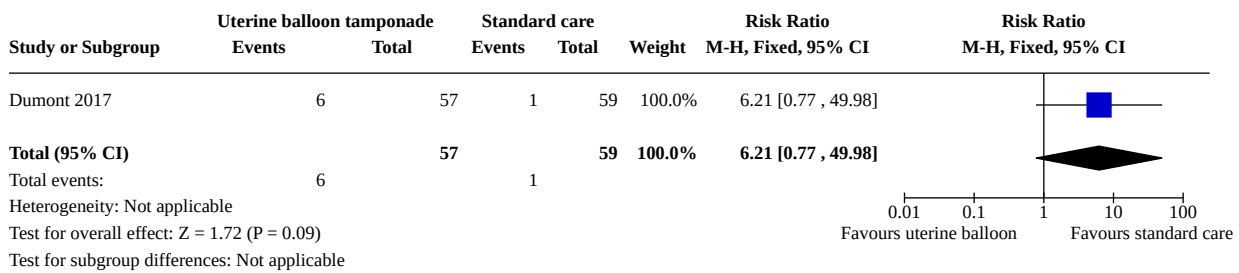 Uterine balloon tamponade Standard care Risk Ratio Risk Ratio
Study or Subgroup Events Total Events Total Weight M-H, Fixed, 95% CI M-H, Fixed, 95% CI
Dumont 2017 6 57 1 59 100.0% 6.21 [0.77 , 49.98]
Total (95% CI) 57 59 100.0% 6.21 [0.77 , 49.98]
Total events: 6 1
Heterogeneity: Not applicable 0.01 0.1 1 10 100
Test for overall effect: Z = 1.72 (P = 0.09) Favours uterine balloon Favours standard care
Test for subgroup differences: Not applicable